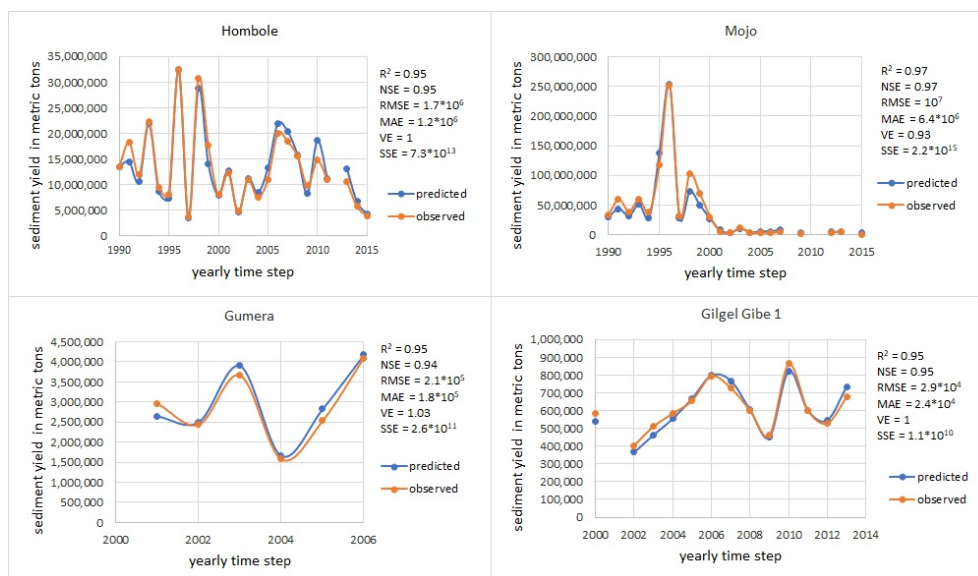 Hombole
sediment yield in metric tons
35,000,000
30,000,000
25,000,000
20,000,000
15,000,000
10,000,000
5,000,000
0
1990 1995 2000 2005 2010 2015
yearly time step
R² = 0.95
NSE = 0.95
RMSE = 1.7*10⁶
MAE = 1.2*10⁶
VE = 1
SSE = 7.3*10¹³
predicted
observed
Mojo
sediment yield in metric tons
300,000,000
250,000,000
200,000,000
150,000,000
100,000,000
50,000,000
0
1990 1995 2000 2005 2010 2015
yearly time step
R² = 0.97
NSE = 0.97
RMSE = 10⁷
MAE = 6.4*10⁶
VE = 0.93
SSE = 2.2*10¹⁵
predicted
observed
Gumera
sediment yield in metric tons
4,500,000
4,000,000
3,500,000
3,000,000
2,500,000
2,000,000
1,500,000
1,000,000
500,000
0
2000 2002 2004 2006
yearly time step
R² = 0.95
NSE = 0.94
RMSE = 2.1*10⁵
MAE = 1.8*10⁵
VE = 1.03
SSE = 2.6*10¹¹
predicted
observed
Gilgel Gibe 1
sediment yield in metric tons
1,000,000
900,000
800,000
700,000
600,000
500,000
400,000
300,000
200,000
100,000
0
2000 2002 2004 2006 2008 2010 2012 2014
yearly time step
R² = 0.95
NSE = 0.95
RMSE = 2.9*10⁴
MAE = 2.4*10⁴
VE = 1
SSE = 1.1*10¹⁰
predicted
observed